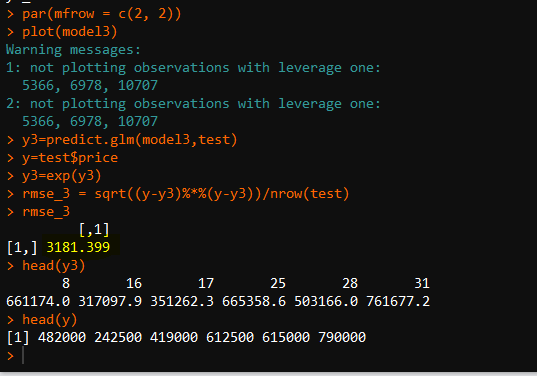 > par(mfrow = c(2, 2))
> plot(model3)
Warning messages:
1: not plotting observations with leverage one:
  5366, 6978, 10707
2: not plotting observations with leverage one:
  5366, 6978, 10707
> y3=predict.glm(model3,test)
> y=test$price
> y3=exp(y3)
> rmse_3 = sqrt((y-y3)%*%(y-y3))/nrow(test)
> rmse_3
         [,1]
[1,] 3181.399
> head(y3)
       8       16       17       25       28       31
661174.0 317097.9 351262.3 665358.6 503166.0 761677.2
> head(y)
[1] 482000 242500 419000 612500 615000 790000
>